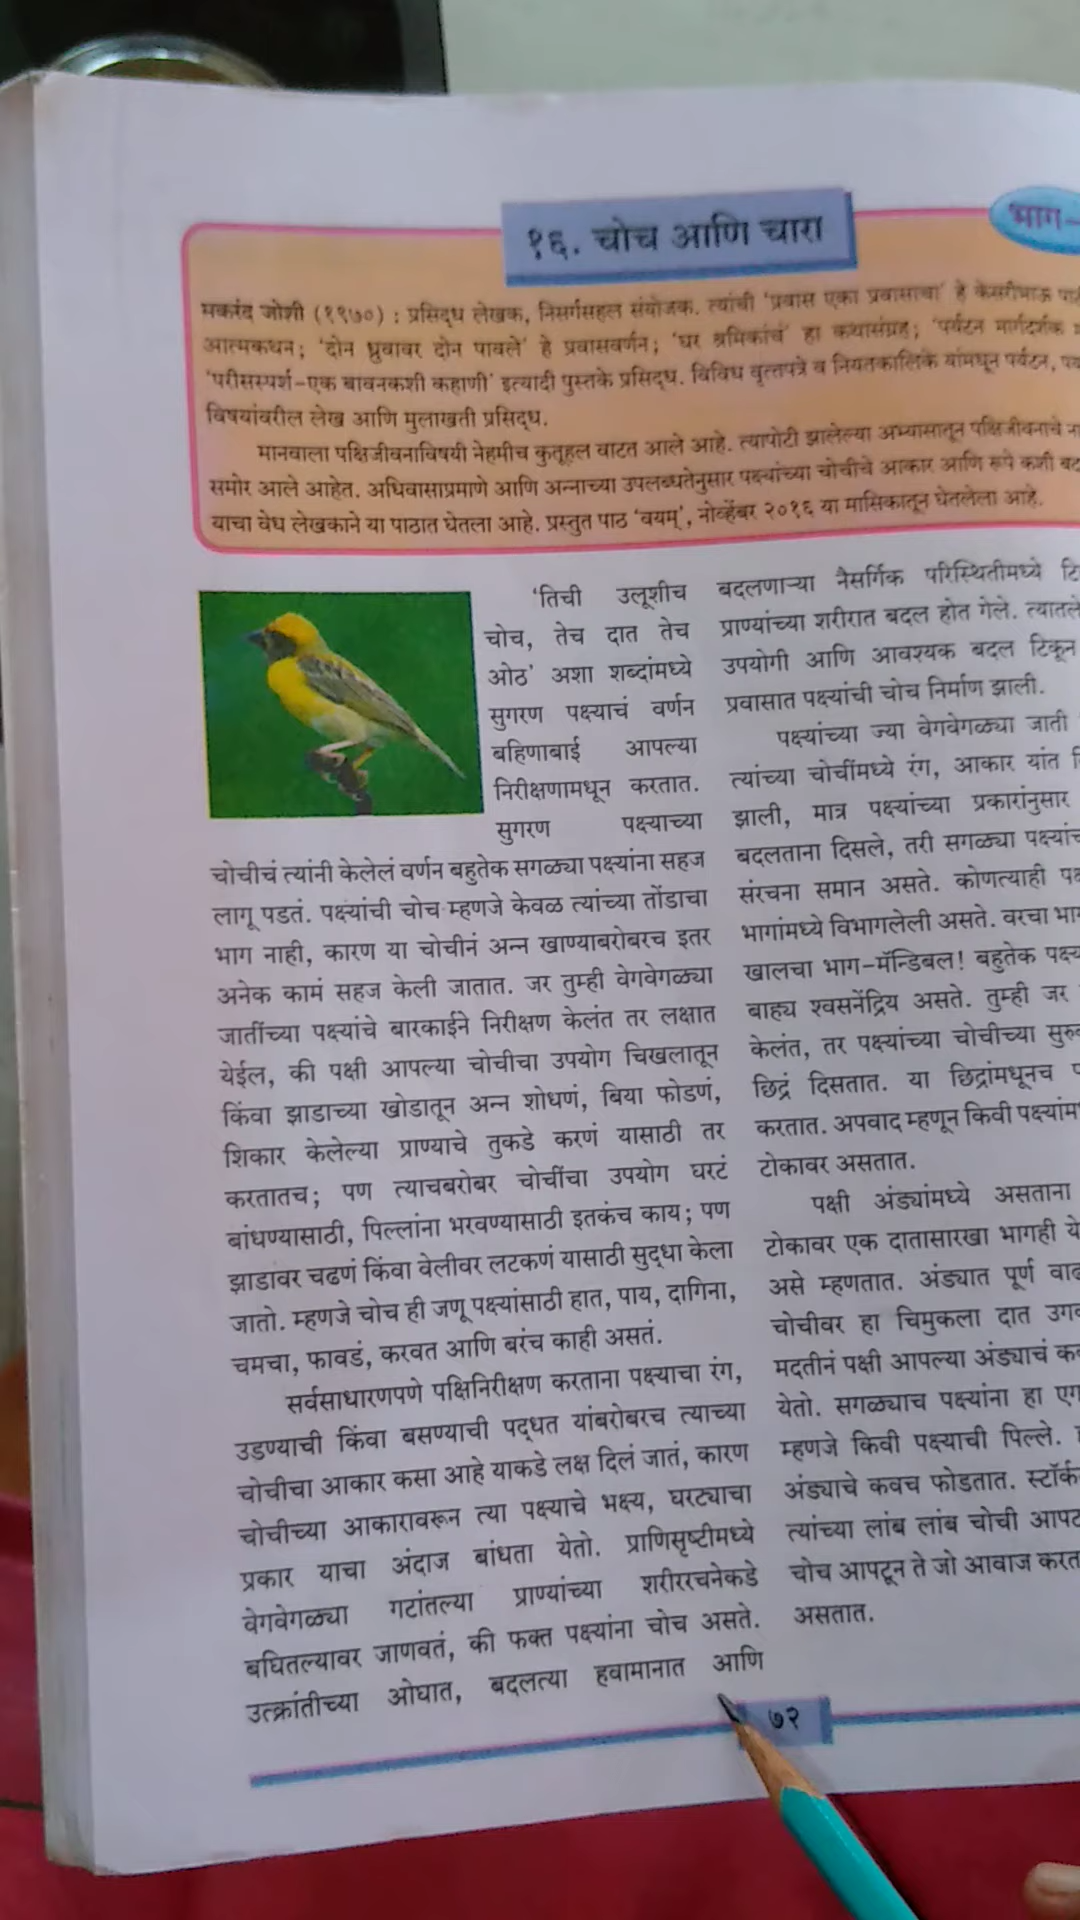 १६. चोच आणि चारा
भाग-
मकरंद जोशी (१९७०) : प्रसिद्ध लेखक, निसर्गसहल संयोजक. त्यांची 'प्रवास एका प्रवासाचा' हे केसरीभाऊ
आत्मकथन; 'दोन ध्रुवावर दोन पावले' हे प्रवासवर्णन; 'घर श्रमिकांचं' हा कथासंग्रह; 'पर्यटन मार्गदर्शक
'परीसस्पर्श-एक बावनकशी कहाणी' इत्यादी पुस्तके प्रसिद्ध. विविध वृत्तपत्रे व नियतकालिके यांमधून पर्यटन,
विषयांवरील लेख आणि मुलाखती प्रसिद्ध.
मानवाला पक्षिजीवनाविषयी नेहमीच कुतूहल वाटत आले आहे. त्यापोटी झालेल्या अभ्यासातून पक्षिजीवनाचे
समोर आले आहेत. अधिवासाप्रमाणे आणि अन्नाच्या उपलब्धतेनुसार पक्ष्यांच्या चोचीचे आकार आणि रूपे कशी
याचा वेध लेखकाने या पाठात घेतला आहे. प्रस्तुत पाठ 'वयम्', नोव्हेंबर २०१६ या मासिकातून घेतलेला आहे.
'तिची उलूशीच
चोच, तेच दात तेच
ओठ' अशा शब्दांमध्ये
सुगरण पक्ष्याचं वर्णन
बहिणाबाई आपल्या
निरीक्षणामधून करतात.
सुगरण पक्ष्याच्या
चोचीचं त्यांनी केलेलं वर्णन बहुतेक सगळ्या पक्ष्यांना सहज
लागू पडतं. पक्ष्यांची चोच म्हणजे केवळ त्यांच्या तोंडाचा
भाग नाही, कारण या चोचीनं अन्न खाण्याबरोबरच इतर
अनेक कामं सहज केली जातात. जर तुम्ही वेगवेगळ्या
जातींच्या पक्ष्यांचे बारकाईने निरीक्षण केलंत तर लक्षात
येईल, की पक्षी आपल्या चोचीचा उपयोग चिखलातून
किंवा झाडाच्या खोडातून अन्न शोधणं, बिया फोडणं,
शिकार केलेल्या प्राण्याचे तुकडे करणं यासाठी तर
करतातच; पण त्याचबरोबर चोचींचा उपयोग घरटं
बांधण्यासाठी, पिल्लांना भरवण्यासाठी इतकंच काय; पण
झाडावर चढणं किंवा वेलीवर लटकणं यासाठी सुद्धा केला
जातो. म्हणजे चोच ही जणू पक्ष्यांसाठी हात, पाय, दागिना,
चमचा, फावडं, करवत आणि बरंच काही असतं.
सर्वसाधारणपणे पक्षिनिरीक्षण करताना पक्ष्याचा रंग,
उडण्याची किंवा बसण्याची पद्धत यांबरोबरच त्याच्या
चोचीचा आकार कसा आहे याकडे लक्ष दिलं जातं, कारण
चोचीच्या आकारावरून त्या पक्ष्याचे भक्ष्य, घरट्याचा
प्रकार याचा अंदाज बांधता येतो. प्राणिसृष्टीमध्ये
वेगवेगळ्या गटांतल्या प्राण्यांच्या शरीररचनेकडे
बघितल्यावर जाणवतं, की फक्त पक्ष्यांना चोच असते.
उत्क्रांतीच्या ओघात, बदलत्या हवामानात आणि
बदलणाऱ्या नैसर्गिक परिस्थितीमध्ये
प्राण्यांच्या शरीरात बदल होत गेले. त्यातले
उपयोगी आणि आवश्यक बदल टिकून
प्रवासात पक्ष्यांची चोच निर्माण झाली.
पक्ष्यांच्या ज्या वेगवेगळ्या जाती
त्यांच्या चोचींमध्ये रंग, आकार यांत
झाली, मात्र पक्ष्यांच्या प्रकारांनुसार
बदलताना दिसले, तरी सगळ्या
संरचना समान असते. कोणत्याही
भागांमध्ये विभागलेली असते. वरचा
खालचा भाग-मॅन्डिबल! बहुतेक
बाह्य श्वसनेंद्रिय असते. तुम्ही जर
केलंत, तर पक्ष्यांच्या चोचीच्या
छिद्रं दिसतात. या छिद्रांमधूनच
करतात. अपवाद म्हणून किवी
टोकावर असतात.
पक्षी अंड्यांमध्ये असताना
टोकावर एक दातासारखा भागही
असे म्हणतात. अंड्यात पूर्ण
चोचीवर हा चिमुकला दात
मदतीनं पक्षी आपल्या अंड्याचं
येतो. सगळ्याच पक्ष्यांना हा
म्हणजे किवी पक्ष्याची पिल्ले.
अंड्याचे कवच फोडतात.
त्यांच्या लांब लांब चोची
चोच आपटून ते जो आवाज
असतात.
७२